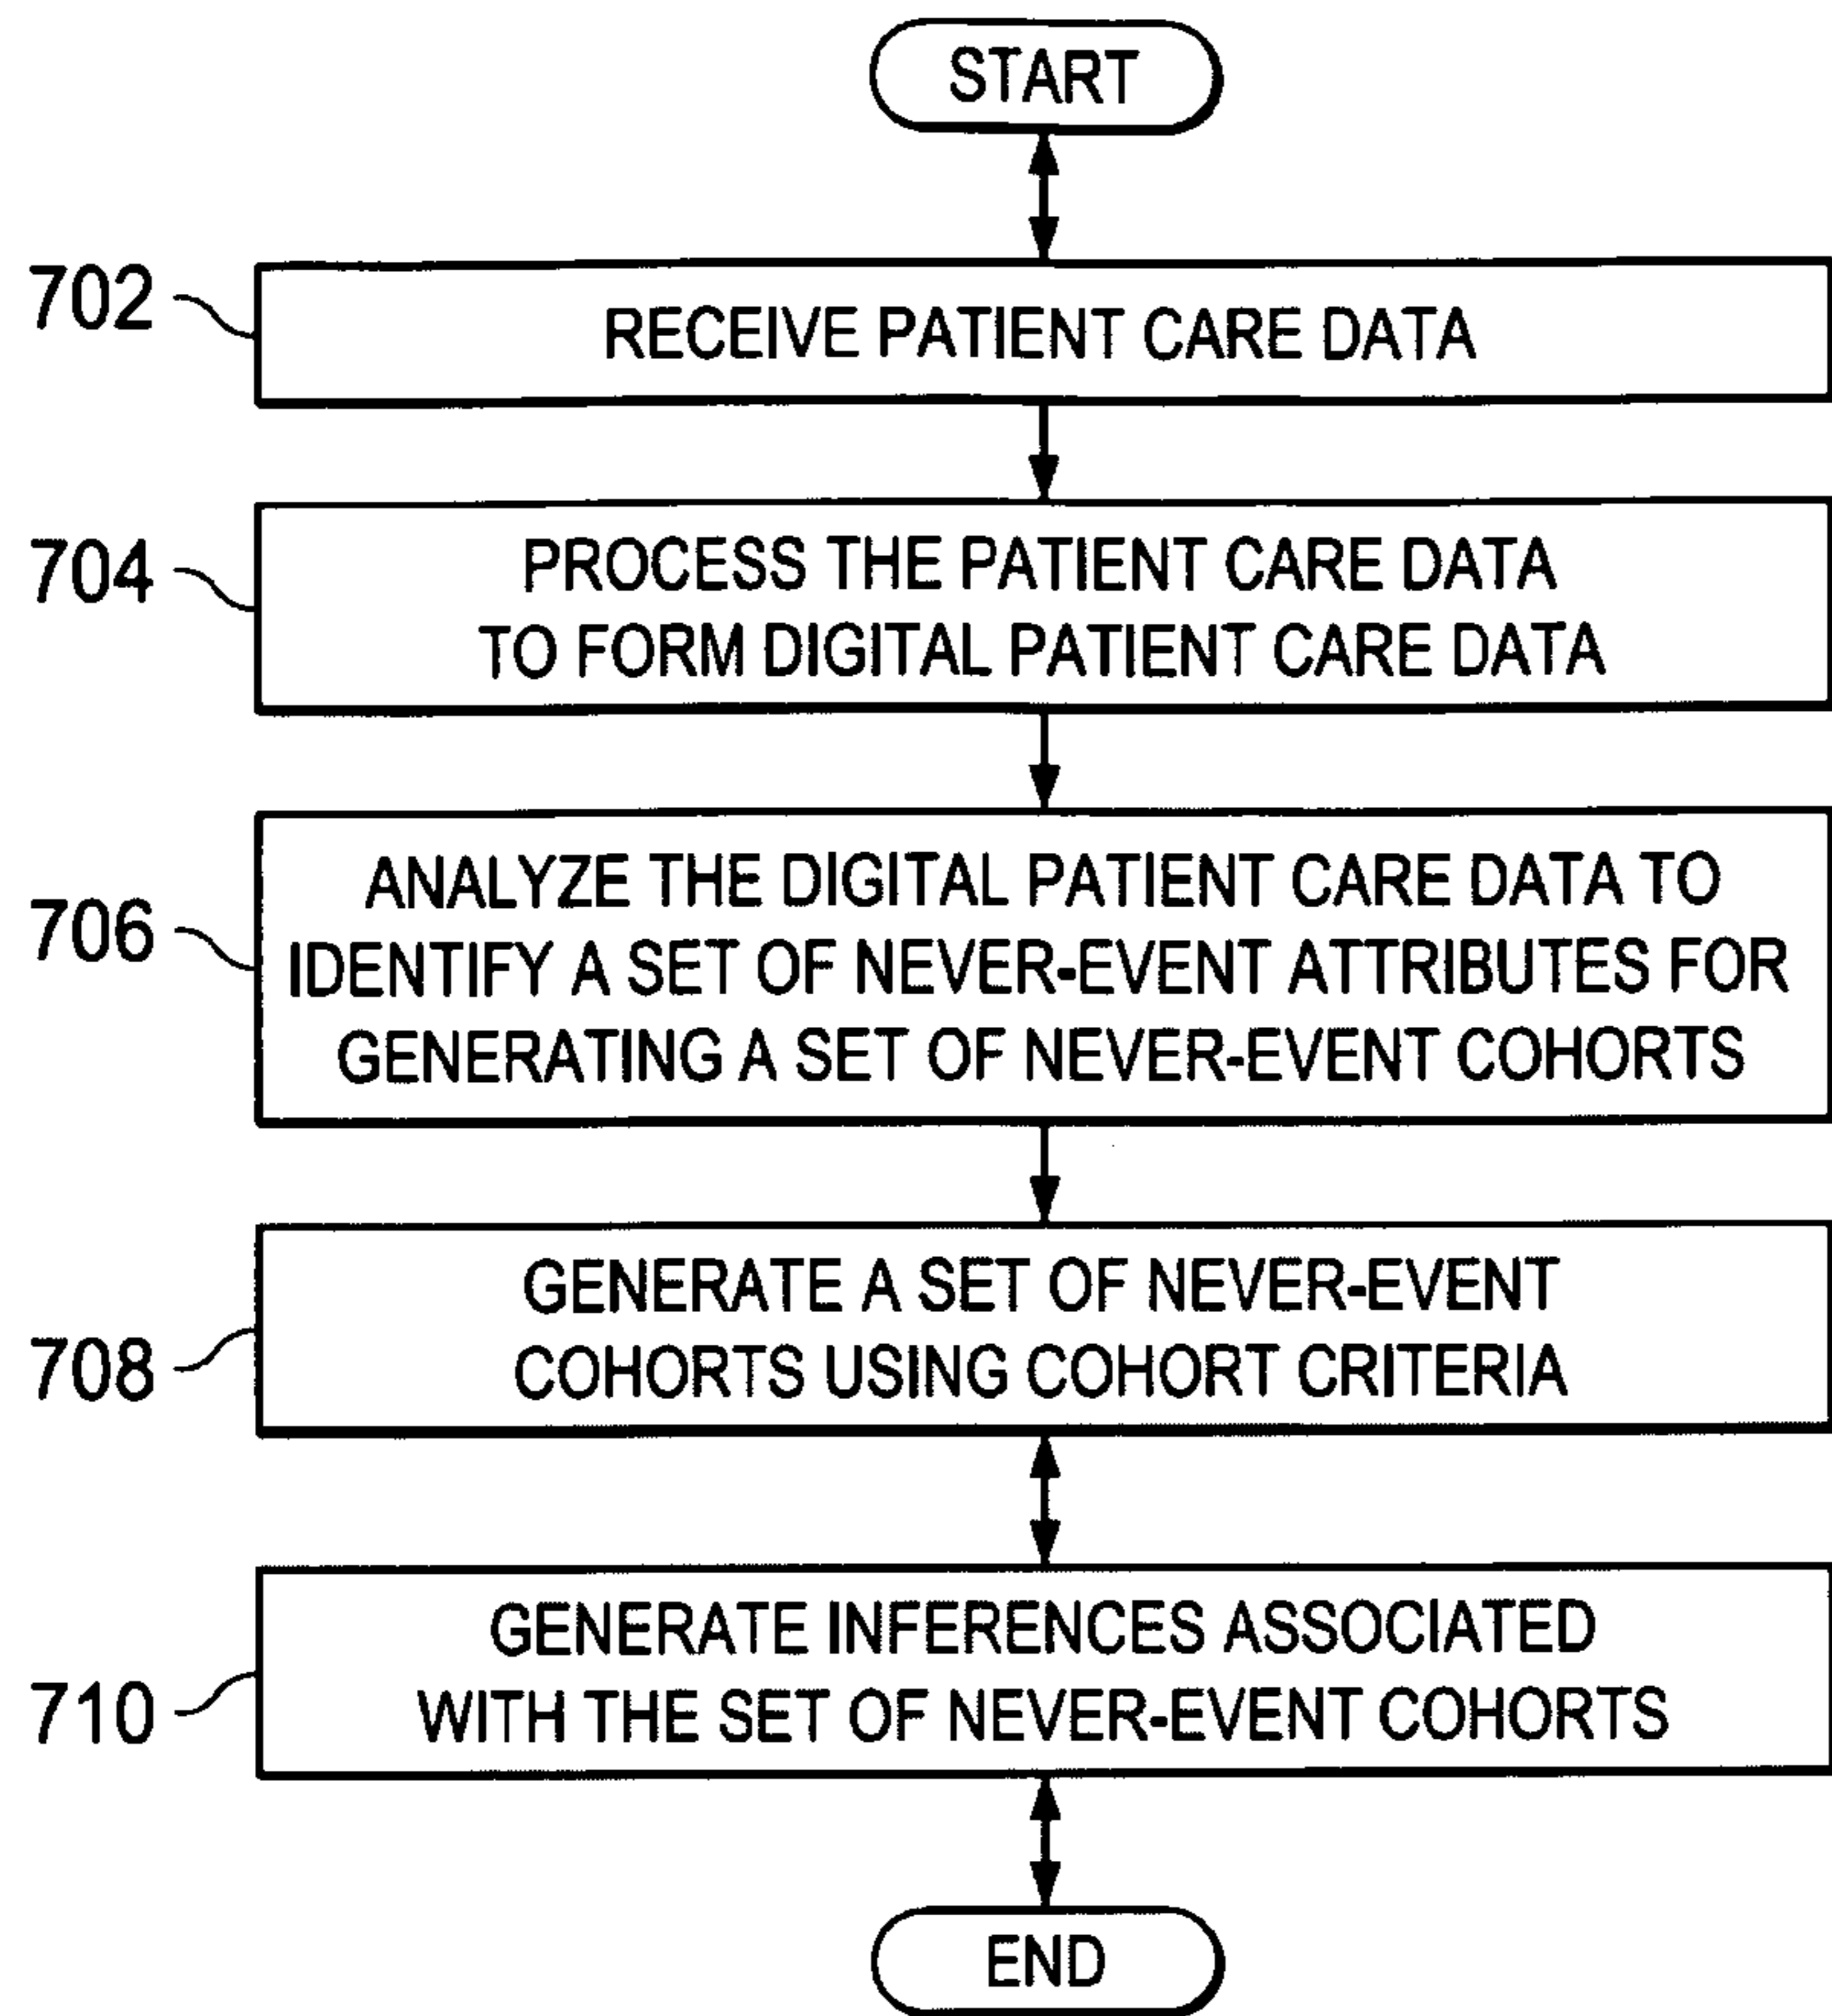 START
702
RECEIVE PATIENT CARE DATA
704
PROCESS THE PATIENT CARE DATA
TO FORM DIGITAL PATIENT CARE DATA
706
ANALYZE THE DIGITAL PATIENT CARE DATA TO
IDENTIFY A SET OF NEVER-EVENT ATTRIBUTES FOR
GENERATING A SET OF NEVER-EVENT COHORTS
708
GENERATE A SET OF NEVER-EVENT
COHORTS USING COHORT CRITERIA
710
GENERATE INFERENCES ASSOCIATED
WITH THE SET OF NEVER-EVENT COHORTS
END